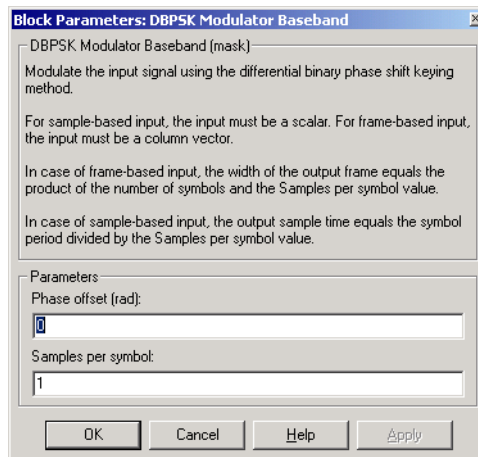 Block Parameters: DBPSK Modulator Baseband
DBPSK Modulator Baseband (mask)
Modulate the input signal using the differential binary phase shift keying
method.
For sample-based input, the input must be a scalar. For frame-based input,
the input must be a column vector.
In case of frame-based input, the width of the output frame equals the
product of the number of symbols and the Samples per symbol value.
In case of sample-based input, the output sample time equals the symbol
period divided by the Samples per symbol value.
Parameters
Phase offset (rad):
0
Samples per symbol:
1
OK Cancel Help Apply